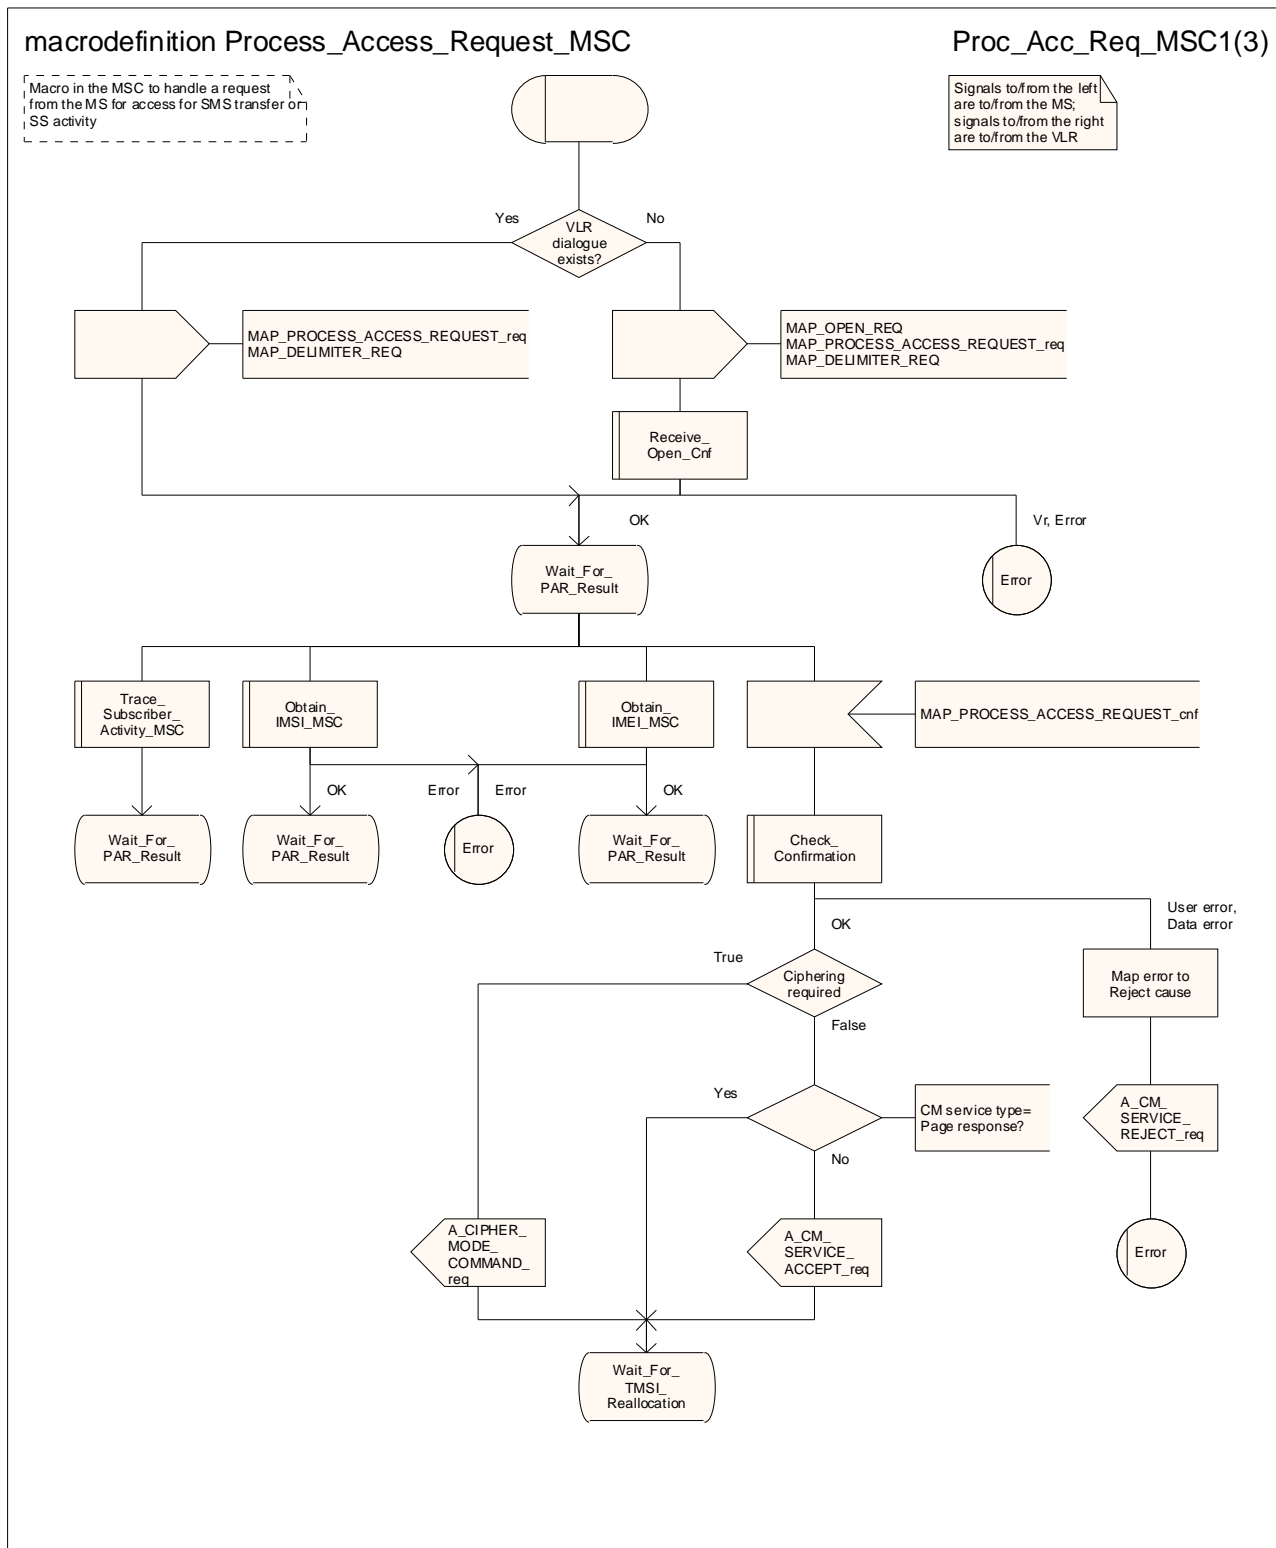 macrodefinition Process_Access_Request_MSC
Proc_Acc_Req_MSC1(3)
Macro in the MSC to handle a request
from the MS for access for SMS transfer or
SS activity
Signals to/from the left
are to/from the MS;
signals to/from the right
are to/from the VLR
Yes
No
VLR
dialogue
exists?
MAP_PROCESS_ACCESS_REQUEST_req
MAP_DELIMITER_REQ
MAP_OPEN_REQ
MAP_PROCESS_ACCESS_REQUEST_req
MAP_DELIMITER_REQ
Receive_
Open_Cnf
OK
Vr, Error
Wait_For_
PAR_Result
Error
Trace_
Subscriber_
Activity_MSC
Obtain_
IMSI_MSC
Obtain_
IMEI_MSC
MAP_PROCESS_ACCESS_REQUEST_cnf
OK
Error
Error
OK
Wait_For_
PAR_Result
Wait_For_
PAR_Result
Error
Wait_For_
PAR_Result
Check_
Confirmation
OK
User error,
Data error
True
Ciphering
required
Map error to
Reject cause
False
Yes
CM service type=
Page response?
A_CM_
SERVICE_
REJECT_req
No
A_CIPHER_
MODE_
COMMAND_
req
A_CM_
SERVICE_
ACCEPT_req
Error
Wait_For_
TMSI_
Reallocation